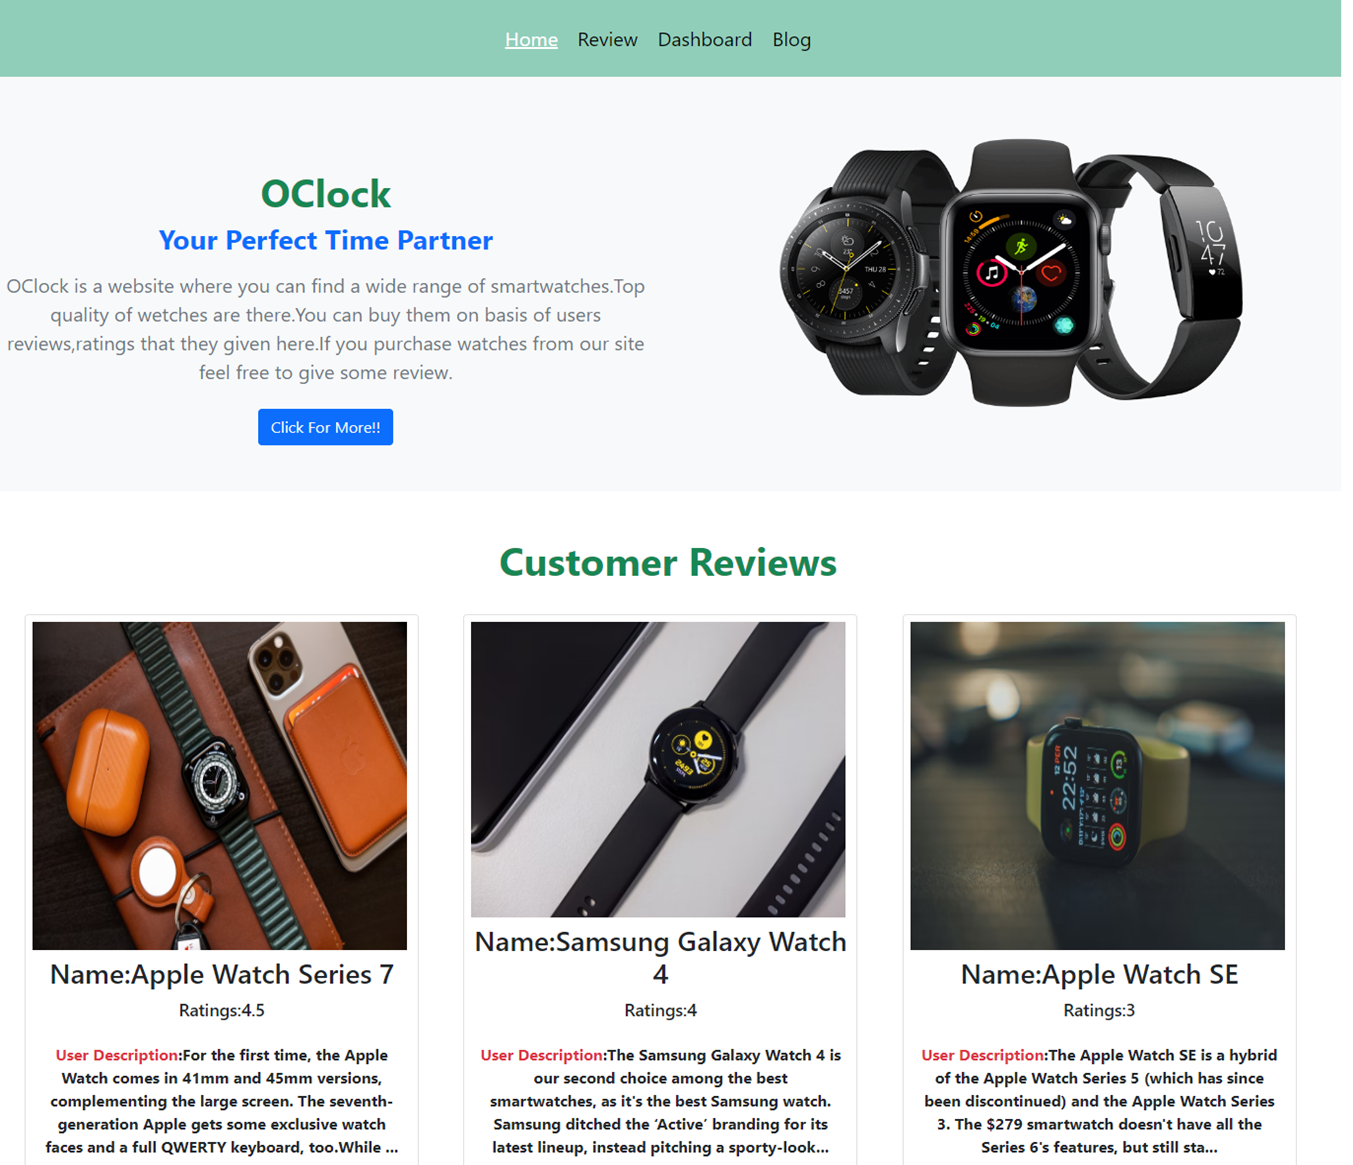 Home Review Dashboard Blog
OClock
Your Perfect Time Partner
OClock is a website where you can find a wide range of smartwatches.Top
quality of wetches are there.You can buy them on basis of users
reviews,ratings that they given here.If you purchase watches from our site
feel free to give some review.
Click For More!!
THU 28
10
47
72
Customer Reviews
22:52
Name:Apple Watch Series 7
Ratings:4.5
User Description:For the first time, the Apple
Watch comes in 41mm and 45mm versions,
complementing the large screen. The seventh-
generation Apple gets some exclusive watch
faces and a full QWERTY keyboard, too.While ...
Name:Samsung Galaxy Watch
4
Ratings:4
User Description:The Samsung Galaxy Watch 4 is
our second choice among the best
smartwatches, as it's the best Samsung watch.
Samsung ditched the ‘Active’ branding for its
latest lineup, instead pitching a sporty-look...
Name:Apple Watch SE
Ratings:3
User Description:The Apple Watch SE is a hybrid
of the Apple Watch Series 5 (which has since
been discontinued) and the Apple Watch Series
3. The $279 smartwatch doesn't have all the
Series 6's features, but still sta...